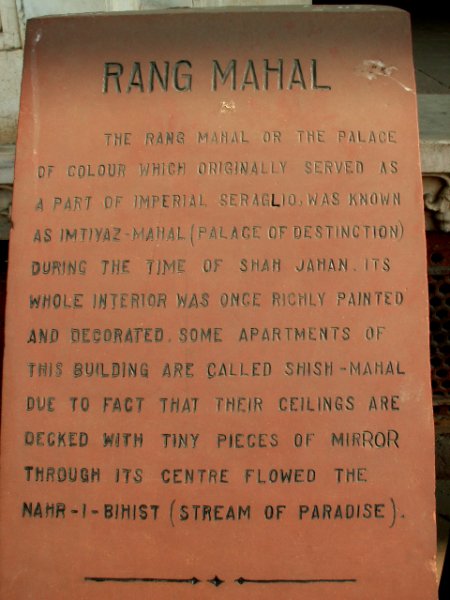 RANG MAHAL
THE RANG MAHAL OR THE PALACE
OF COLOUR WHICH ORIGINALLY SERVED AS
A PART OF IMPERIAL SERAGLIO, WAS KNOWN
AS IMTIYAZ-MAHAL (PALACE OF DESTINCTION)
DURING THE TIME OF SHAH JAHAN. ITS
WHOLE INTERIOR WAS ONCE RICHLY PAINTED
AND DECORATED. SOME APARTMENTS OF
THIS BUILDING ARE CALLED SHISH-MAHAL
DUE TO FACT THAT THEIR CEILINGS ARE
DECKED WITH TINY PIECES OF MIRROR
THROUGH ITS CENTRE FLOWED THE
NAHR-I-BIHIST (STREAM OF PARADISE).